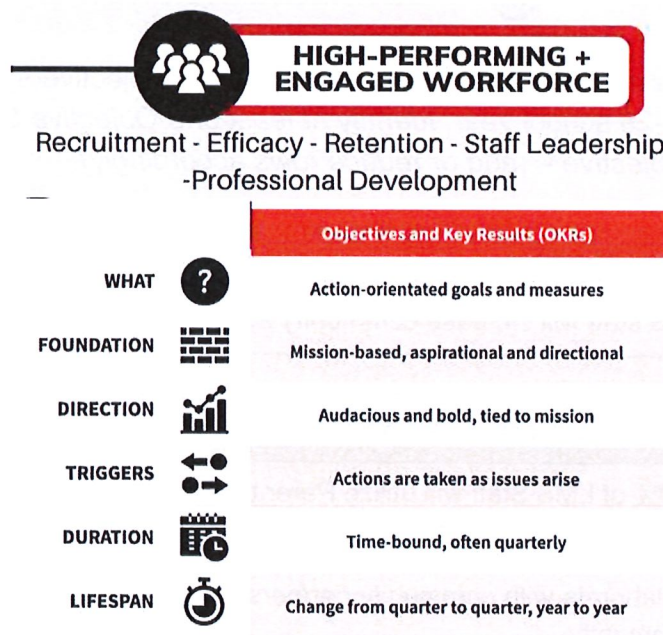 HIGH-PERFORMING +
ENGAGED WORKFORCE
Recruitment - Efficacy - Retention - Staff Leadership
-Professional Development
Objectives and Key Results (OKRs)
WHAT ? Action-orientated goals and measures
FOUNDATION Mission-based, aspirational and directional
DIRECTION Audacious and bold, tied to mission
TRIGGERS Actions are taken as issues arise
DURATION Time-bound, often quarterly
LIFESPAN Change from quarter to quarter, year to year